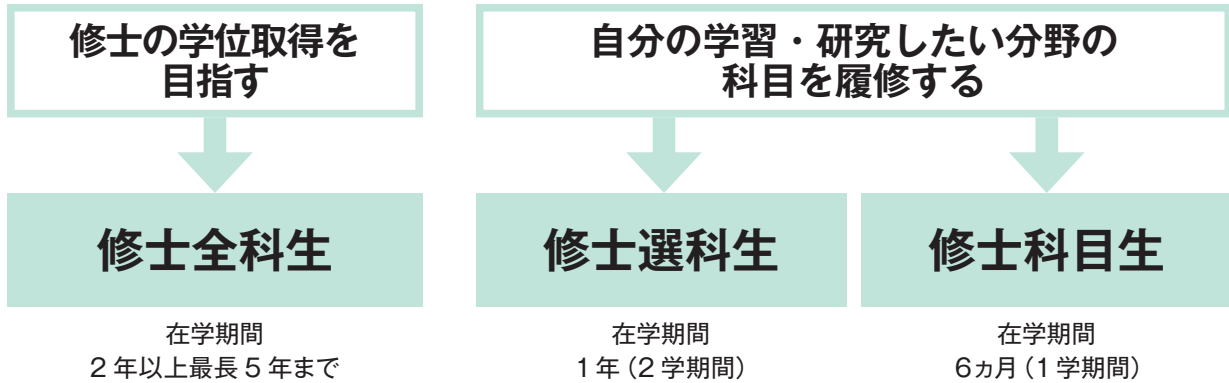 修士の学位取得を
目指す
自分の学習・研究したい分野の
科目を履修する
修士全科生
修士選科生
修士科目生
在学期間
2年以上最長5年まで
在学期間
1年（2学期間）
在学期間
6ヵ月（1学期間）